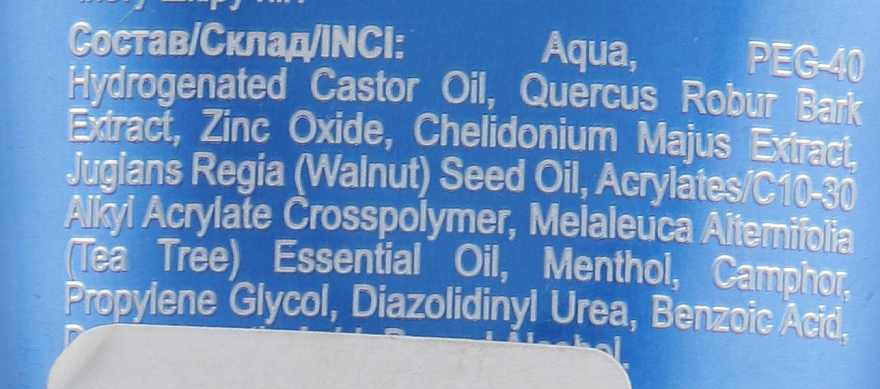 Состав/Склад/INCI: Aqua, PEG-40
Hydrogenated Castor Oil, Quercus Robur Bark
Extract, Zinc Oxide, Chelidonium Majus Extract,
Juglans Regia (Walnut) Seed Oil, Acrylates/C10-30
Alkyl Acrylate Crosspolymer, Melaleuca Alternifolia
(Tea Tree) Essential Oil, Menthol, Camphor,
Propylene Glycol, Diazolidinyl Urea, Benzoic Acid,